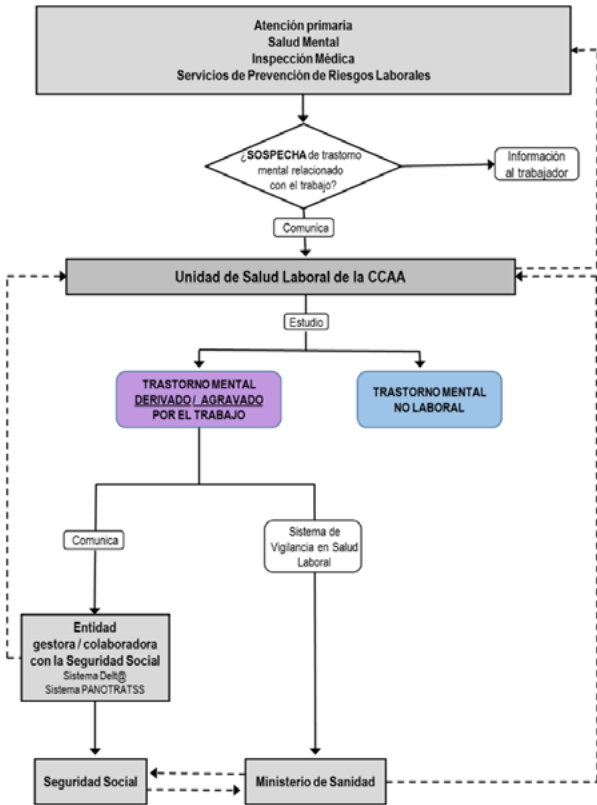 Atención primaria
Salud Mental
Inspección Médica
Servicios de Prevención de Riesgos Laborales
¿SOSPECHA de trastorno
mental relacionado
con el trabajo?
Información
al trabajador
Comunica
Unidad de Salud Laboral de la CCAA
Estudio
TRASTORNO MENTAL
DERIVADO / AGRAVADO
POR EL TRABAJO
TRASTORNO MENTAL
NO LABORAL
Comunica
Sistema de
Vigilancia en Salud
Laboral
Entidad
gestora / colaboradora
con la Seguridad Social
Sistema Delt@
Sistema PANOTRATSS
Seguridad Social
Ministerio de Sanidad